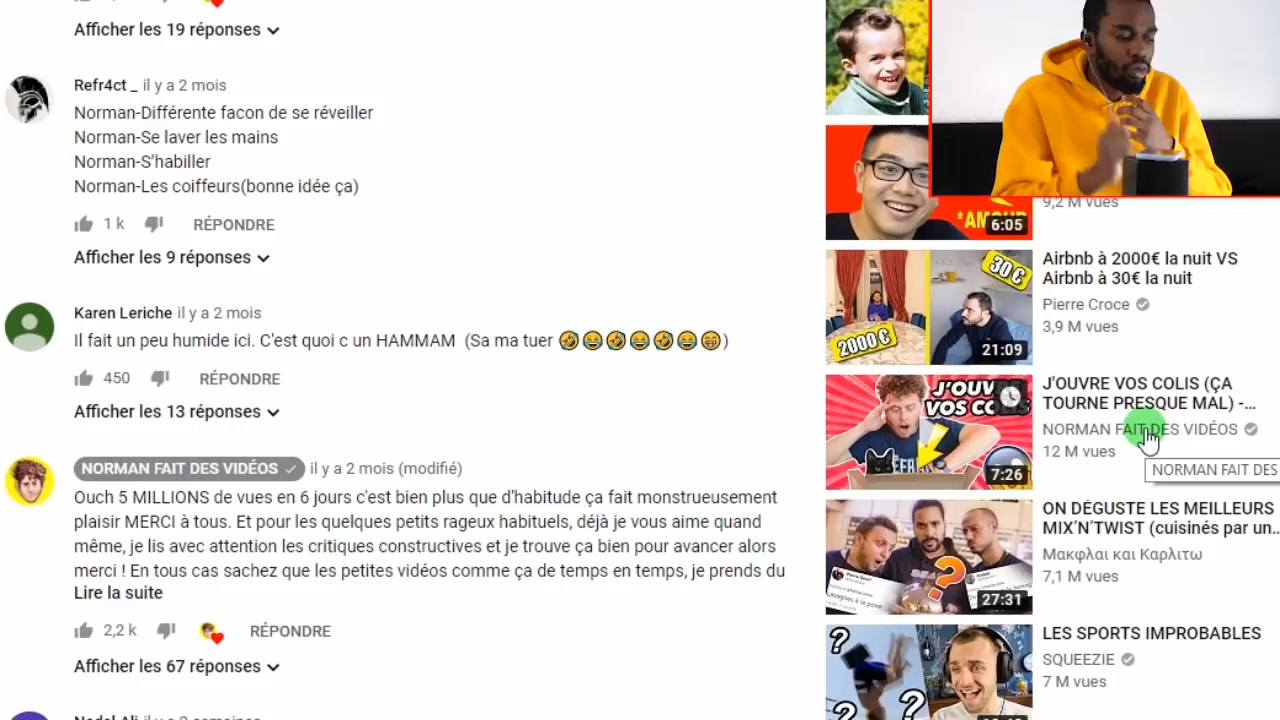 Afficher les 19 réponses
Refr4ct _ il y a 2 mois
Norman-Différente facon de se réveiller
Norman-Se laver les mains
Norman-S'habiller
Norman-Les coiffeurs(bonne idée ça)
1 k RÉPONDRE
Afficher les 9 réponses
Karen Leriche il y a 2 mois
Il fait un peu humide ici. C'est quoi c un HAMMAM (Sa ma tuer 🤣😂🤣😂🤣😂😁)
450 RÉPONDRE
Afficher les 13 réponses
NORMAN FAIT DES VIDÉOS il y a 2 mois (modifié)
Ouch 5 MILLIONS de vues en 6 jours c'est bien plus que d'habitude ça fait monstrueusement
plaisir MERCI à tous. Et pour les quelques petits rageux habituels, déjà je vous aime quand
même, je lis avec attention les critiques constructives et je trouve ça bien pour avancer alors
merci ! En tous cas sachez que les petites vidéos comme ça de temps en temps, je prends du
Lire la suite
2,2 k RÉPONDRE
Afficher les 67 réponses
*AMOUR
6:05
9,2 M vues
30 €
2000 €
21:09
Airbnb à 2000€ la nuit VS
Airbnb à 30€ la nuit
Pierre Croce
3,9 M vues
J'OUVRE
VOS COLIS
7:26
J'OUVRE VOS COLIS (ÇA
TOURNE PRESQUE MAL) -...
NORMAN FAIT DES VIDÉOS
12 M vues
NORMAN FAIT DES
27:31
ON DÉGUSTE LES MEILLEURS
MIX'N'TWIST (cuisinés par un...
Μακφλαι και Καρλιτω
7,1 M vues
? ? ?
LES SPORTS IMPROBABLES
SQUEEZIE
7 M vues